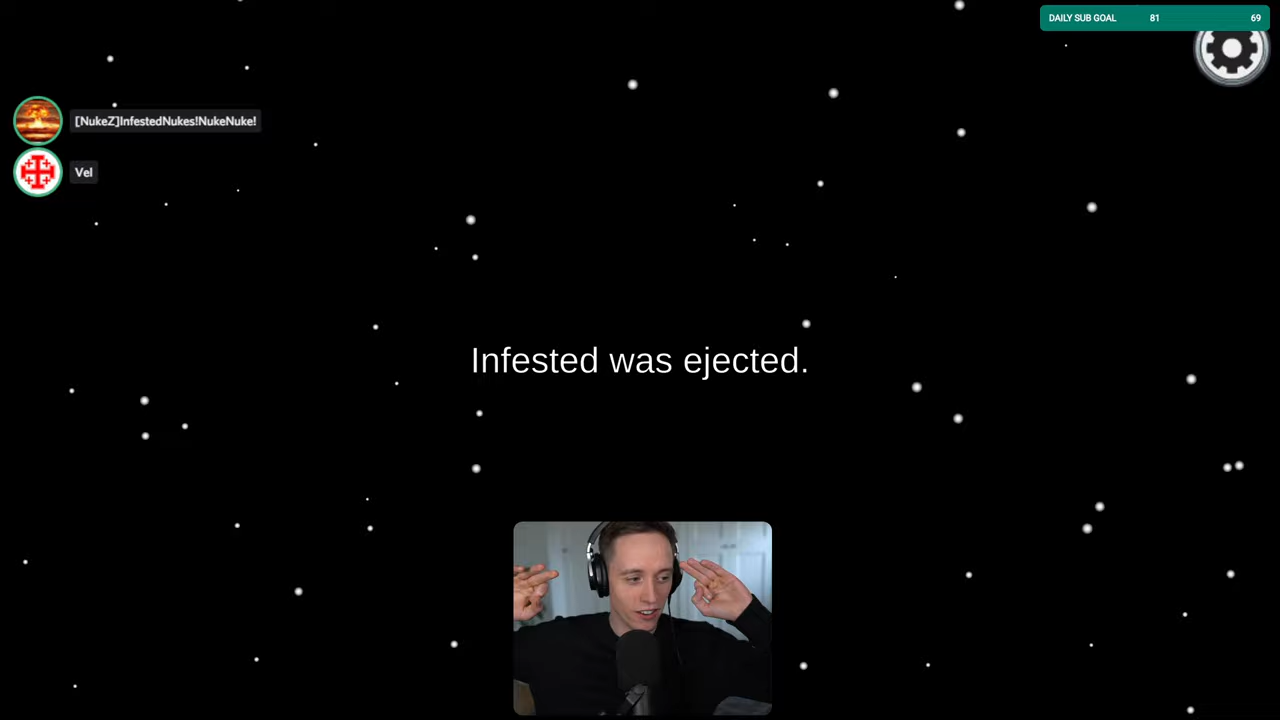 DAILY SUB GOAL 81 69
[NukeZ]InfestedNukes!NukeNuke!
Vel
Infested was ejected.